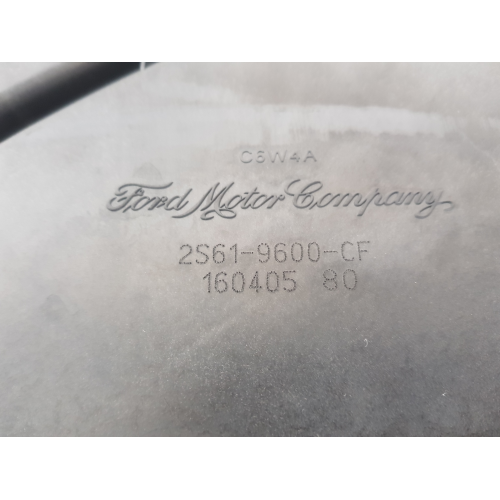 C6W4A
Ford Motor Company
2S61-9600-CF
160405 80